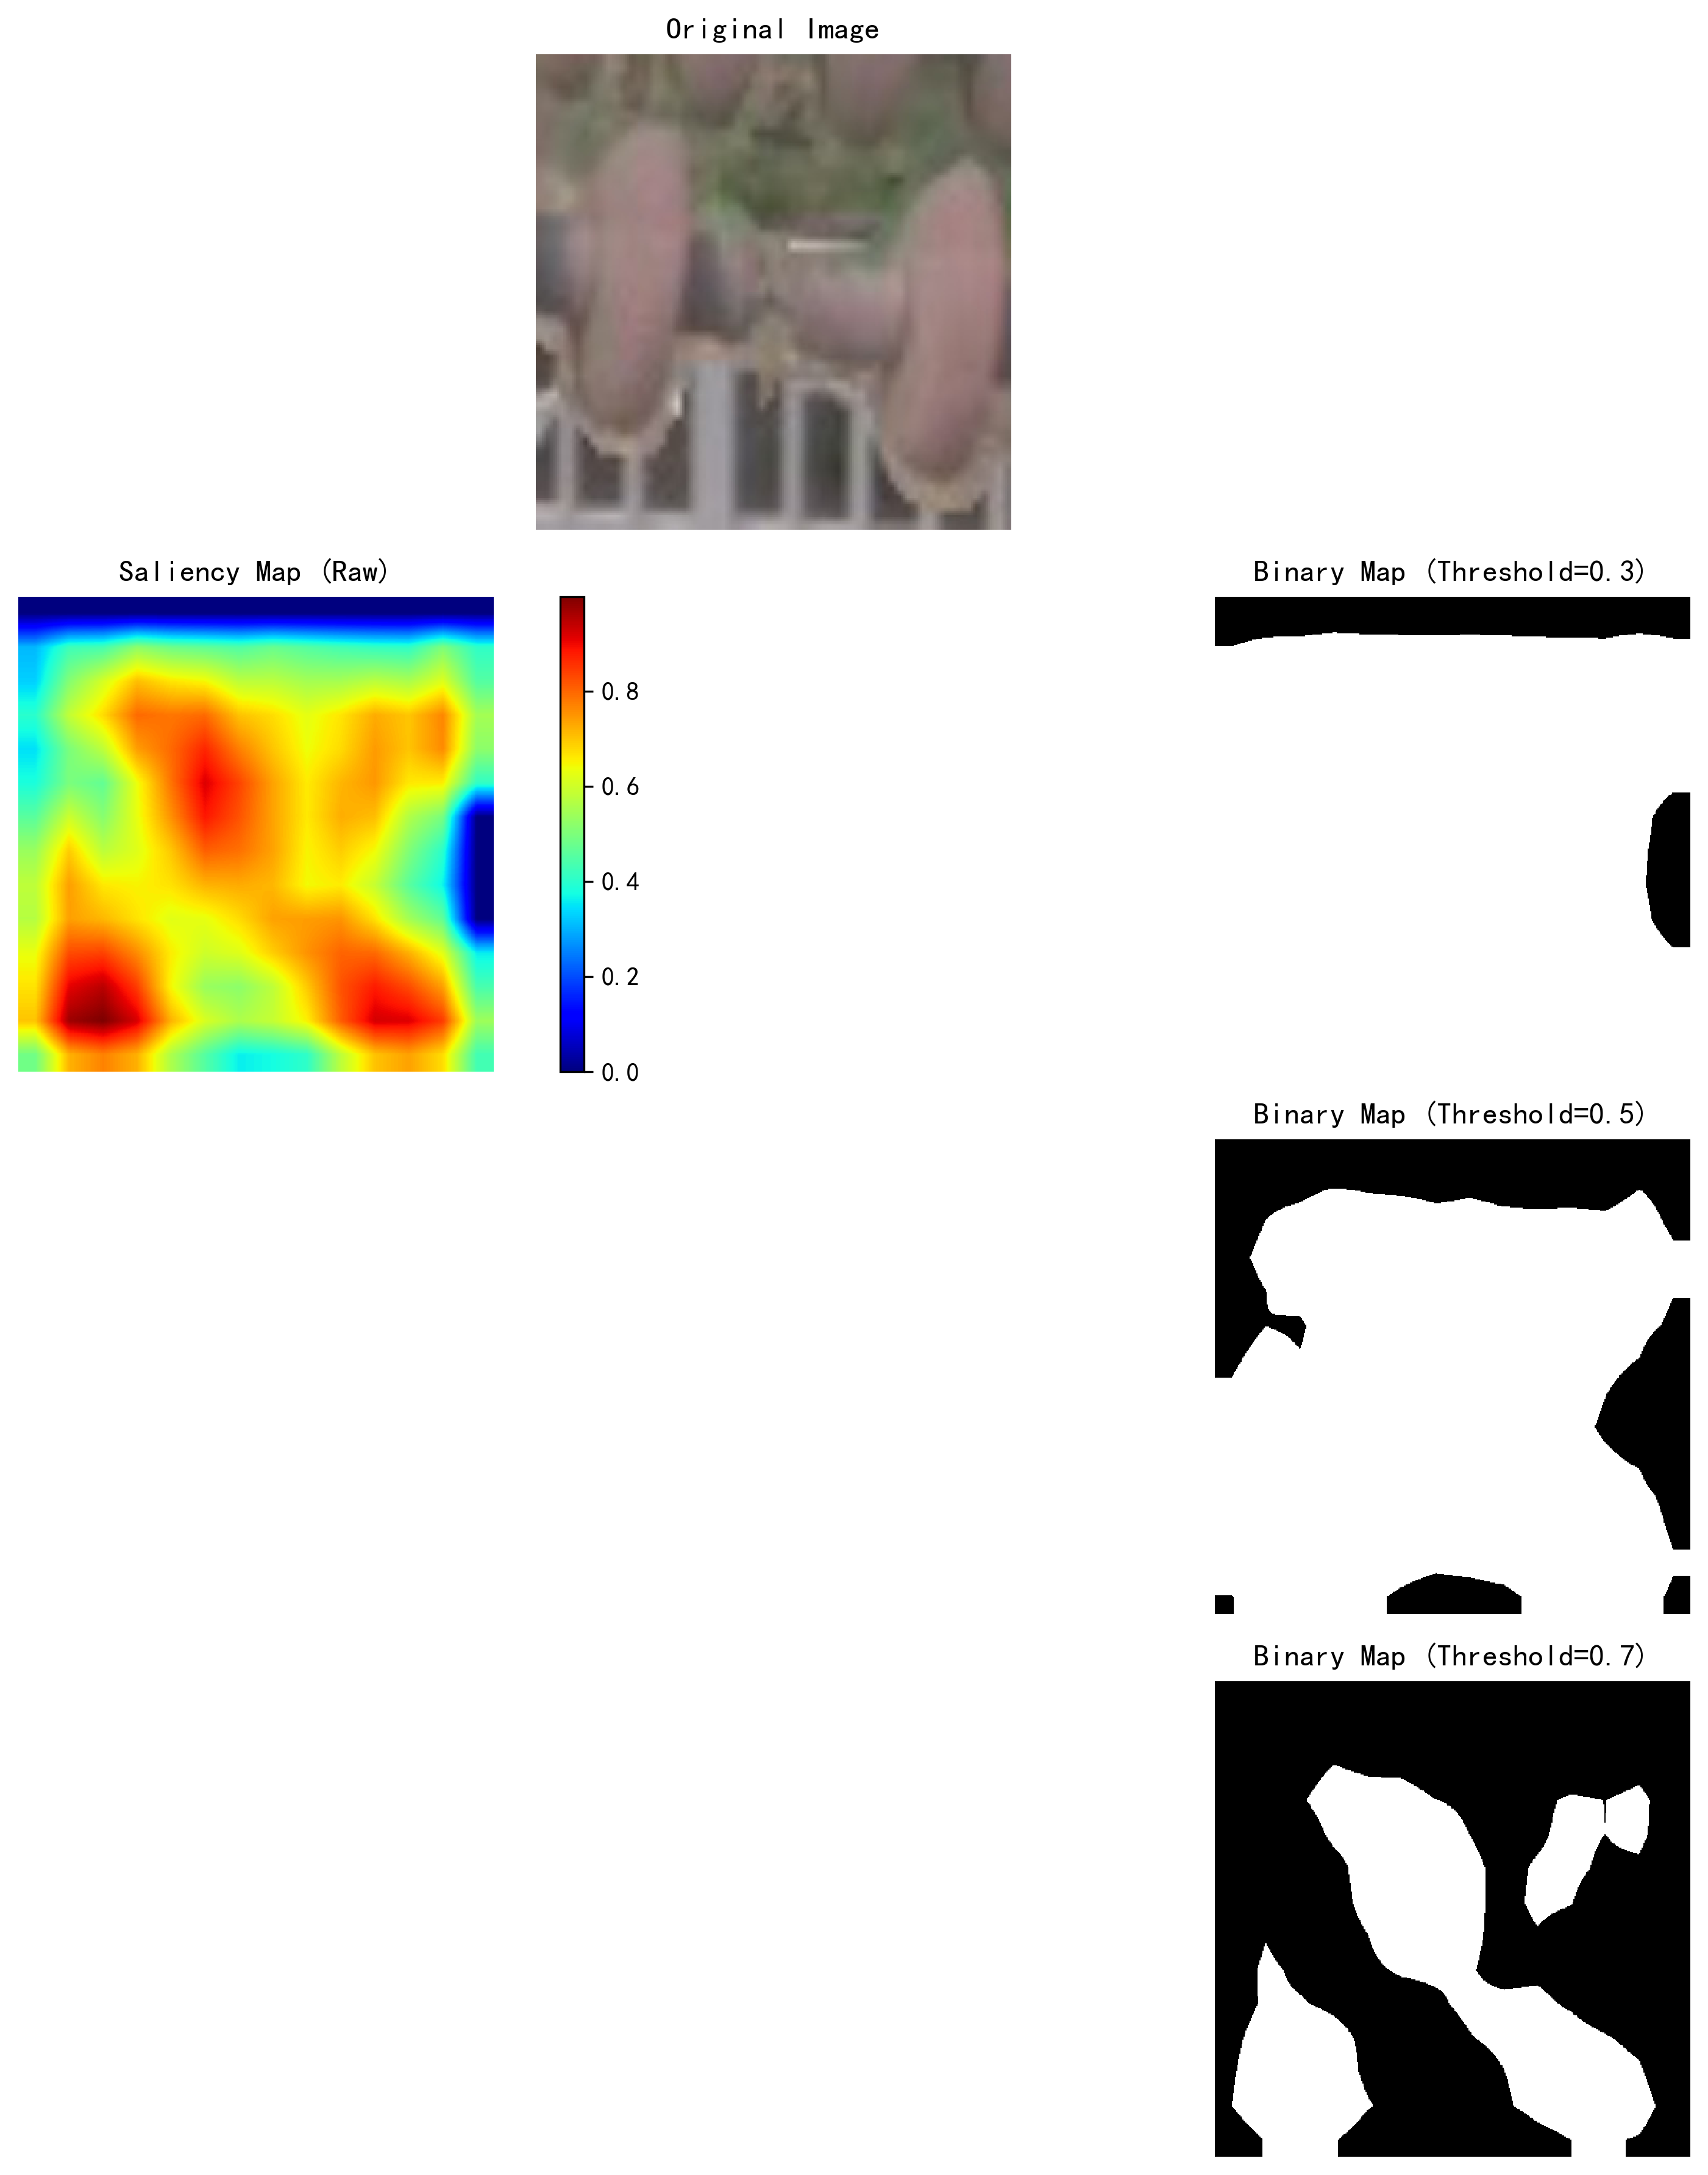 Original Image
Saliency Map (Raw)
Binary Map (Threshold=0.3)
0.8
0.6
0.4
0.2
0.0
Binary Map (Threshold=0.5)
Binary Map (Threshold=0.7)